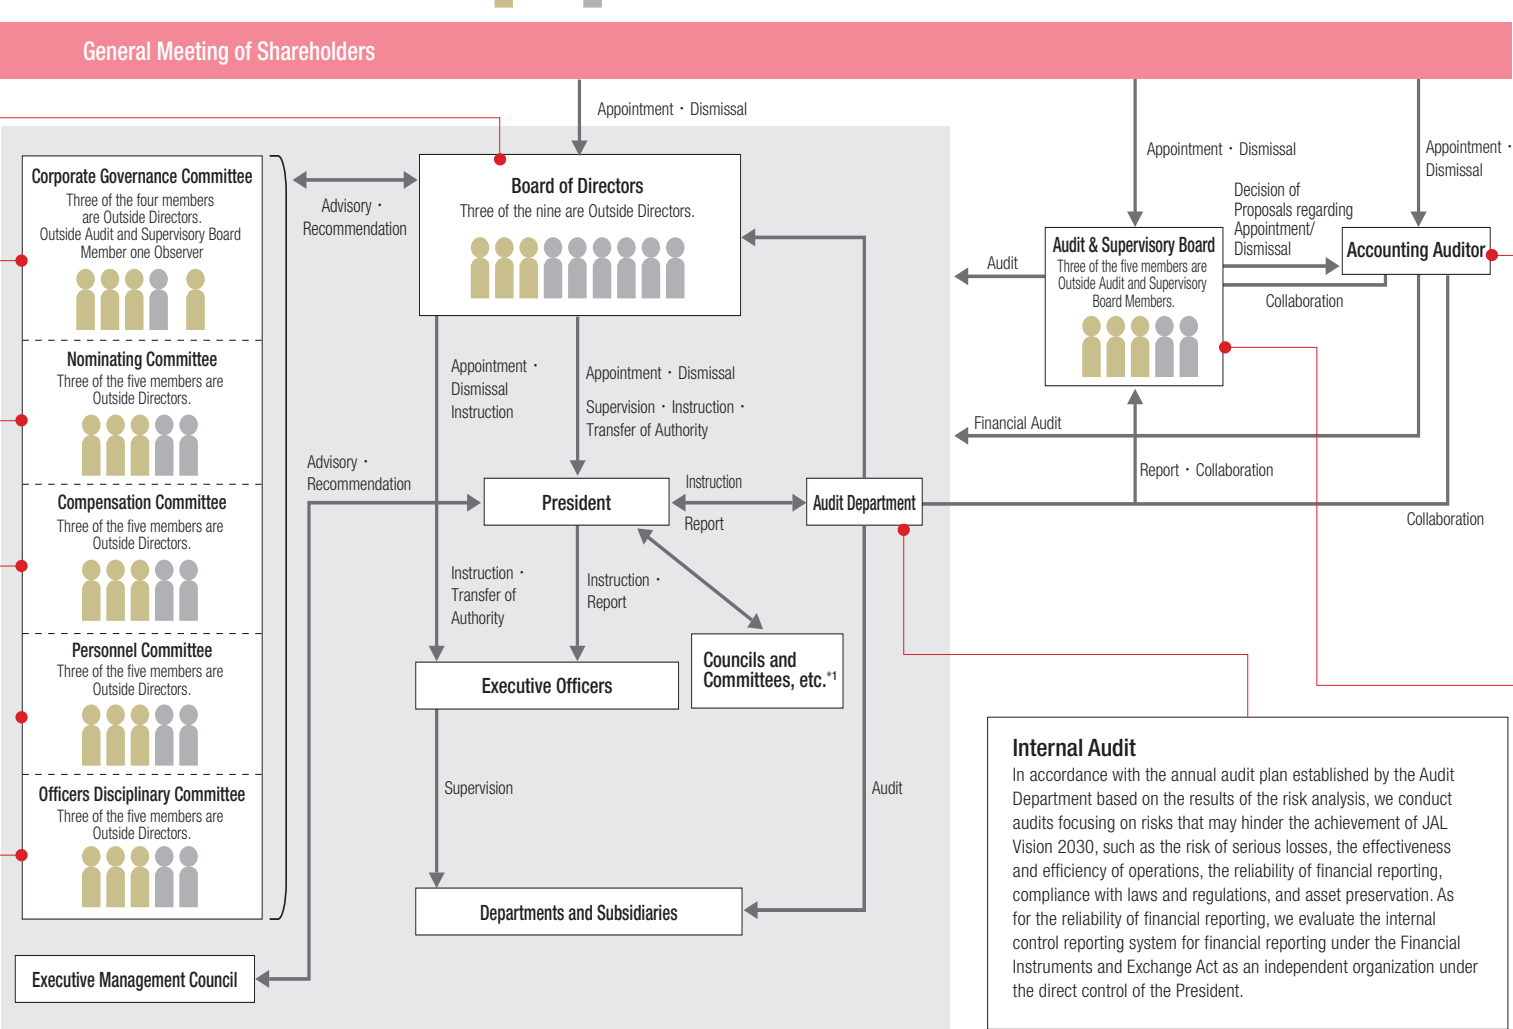 General Meeting of Shareholders
Appointment・Dismissal
Appointment・Dismissal
Appointment・
Dismissal
Corporate Governance Committee
Three of the four members
are Outside Directors.
Outside Audit and Supervisory Board
Member one Observer
Nominating Committee
Three of the five members are
Outside Directors.
Compensation Committee
Three of the five members are
Outside Directors.
Personnel Committee
Three of the five members are
Outside Directors.
Officers Disciplinary Committee
Three of the five members are
Outside Directors.
Executive Management Council
Advisory・
Recommendation
Board of Directors
Three of the nine are Outside Directors.
Appointment・
Dismissal
Instruction
Appointment・Dismissal
Supervision・Instruction・
Transfer of Authority
Advisory・
Recommendation
President
Instruction
Report
Audit Department
Instruction・
Transfer of
Authority
Instruction・
Report
Executive Officers
Councils and
Committees, etc.*1
Supervision
Audit
Departments and Subsidiaries
Audit
Audit & Supervisory Board
Three of the five members are
Outside Audit and Supervisory
Board Members.
Decision of
Proposals regarding
Appointment/
Dismissal
Accounting Auditor
Collaboration
Financial Audit
Report・Collaboration
Collaboration
Internal Audit
In accordance with the annual audit plan established by the Audit
Department based on the results of the risk analysis, we conduct
audits focusing on risks that may hinder the achievement of JAL
Vision 2030, such as the risk of serious losses, the effectiveness
and efficiency of operations, the reliability of financial reporting,
compliance with laws and regulations, and asset preservation. As
for the reliability of financial reporting, we evaluate the internal
control reporting system for financial reporting under the Financial
Instruments and Exchange Act as an independent organization under
the direct control of the President.